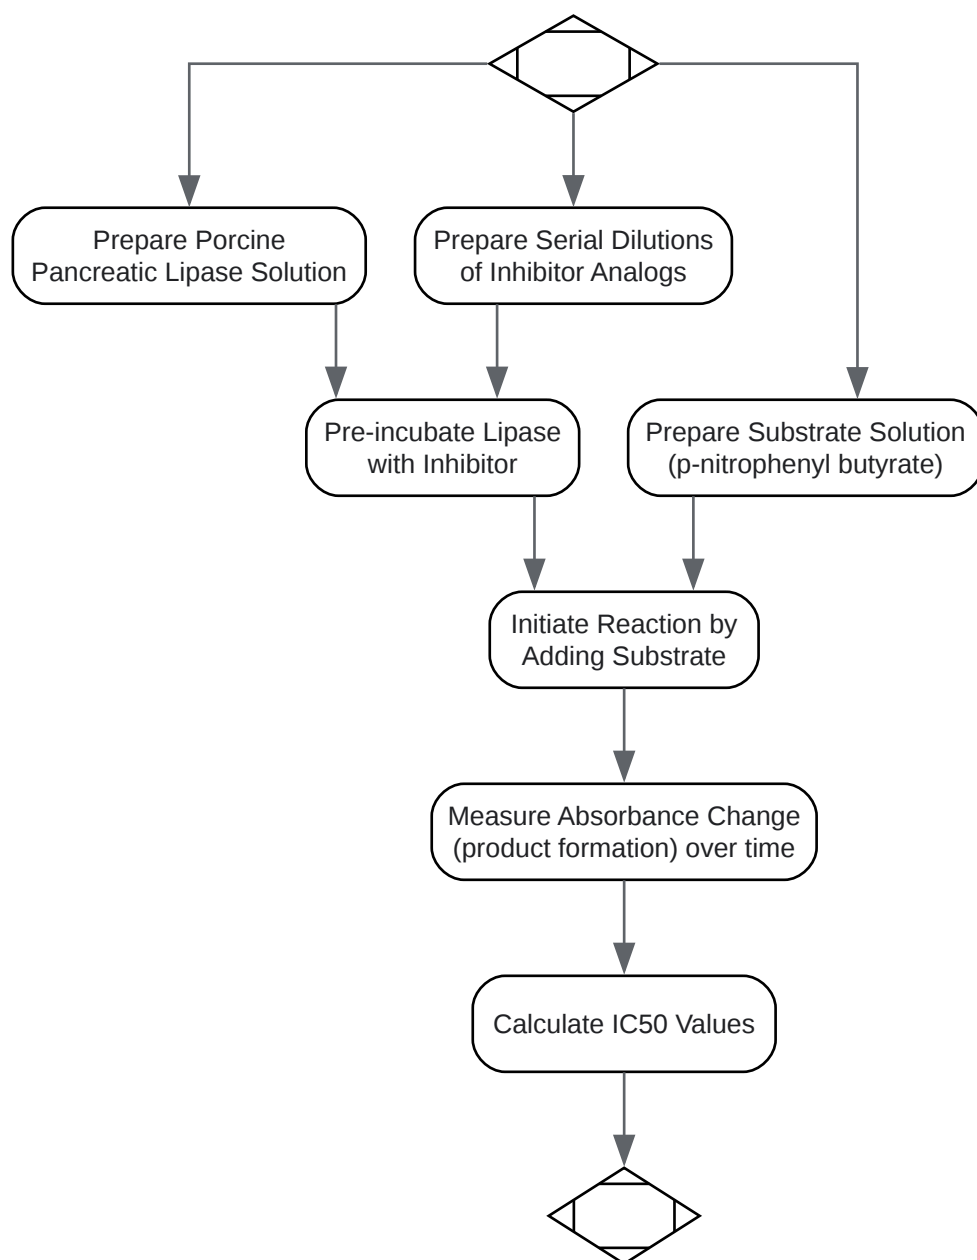 Prepare Porcine
Pancreatic Lipase Solution
Prepare Serial Dilutions
of Inhibitor Analogs
Pre-incubate Lipase
with Inhibitor
Prepare Substrate Solution
(p-nitrophenyl butyrate)
Initiate Reaction by
Adding Substrate
Measure Absorbance Change
(product formation) over time
Calculate IC50 Values